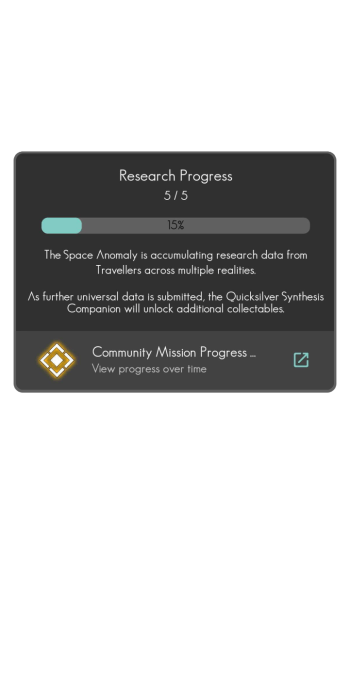 Research Progress
5 / 5
15%
The Space Anomaly is accumulating research data from
Travellers across multiple realities.
As further universal data is submitted, the Quicksilver Synthesis
Companion will unlock additional collectables.
Community Mission Progress ...
View progress over time